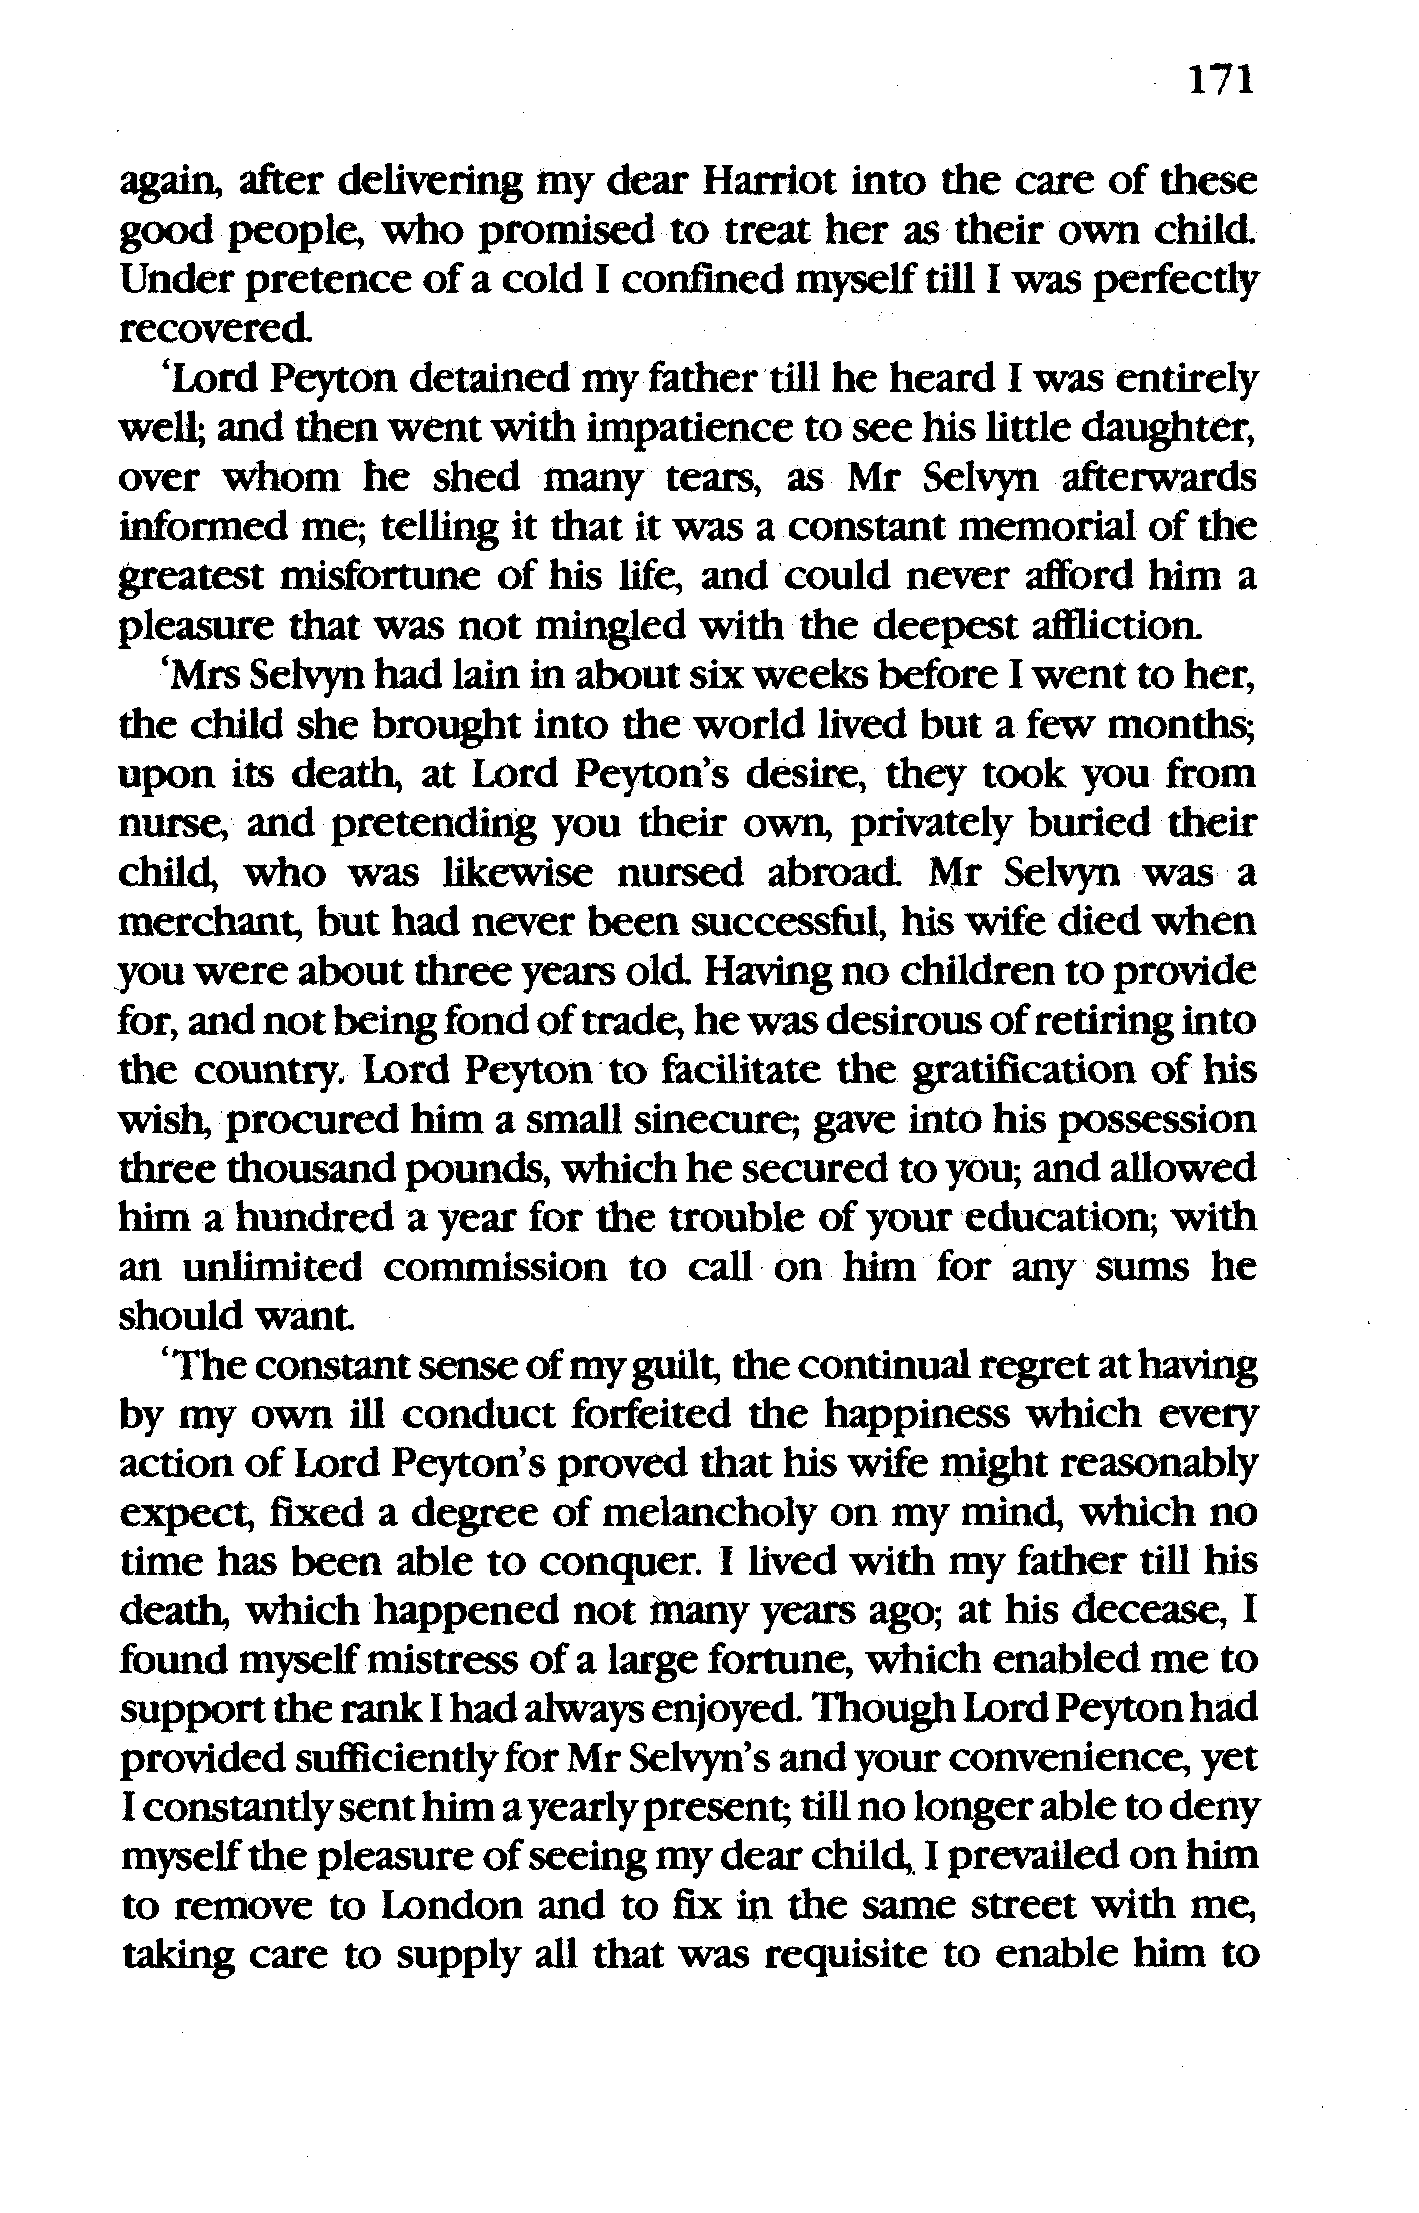 171
again, after delivering my dear Harriot into the care of these
good people, who promised to treat her as their own child.
Under pretence of a cold I confined myself till I was perfectly
recovered.
‘Lord Peyton detained my father till he heard I was entirely
well; and then went with impatience to see his little daughter,
over whom he shed many tears, as Mr Selvyn afterwards
informed me; telling it that it was a constant memorial of the
greatest misfortune of his life, and could never afford him a
pleasure that was not mingled with the deepest affliction.
‘Mrs Selvyn had lain in about six weeks before I went to her,
the child she brought into the world lived but a few months;
upon its death, at Lord Peyton’s desire, they took you from
nurse, and pretending you their own, privately buried their
child, who was likewise nursed abroad. Mr Selvyn was a
merchant, but had never been successful, his wife died when
you were about three years old. Having no children to provide
for, and not being fond of trade, he was desirous of retiring into
the country. Lord Peyton to facilitate the gratification of his
wish, procured him a small sinecure; gave into his possession
three thousand pounds, which he secured to you; and allowed
him a hundred a year for the trouble of your education; with
an unlimited commission to call on him for any sums he
should want.
‘The constant sense of my guilt, the continual regret at having
by my own ill conduct forfeited the happiness which every
action of Lord Peyton’s proved that his wife might reasonably
expect, fixed a degree of melancholy on my mind, which no
time has been able to conquer. I lived with my father till his
death, which happened not many years ago; at his decease, I
found myself mistress of a large fortune, which enabled me to
support the rank I had always enjoyed. Though Lord Peyton had
provided sufficiently for Mr Selvyn’s and your convenience, yet
I constantly sent him a yearly present; till no longer able to deny
myself the pleasure of seeing my dear child, I prevailed on him
to remove to London and to fix in the same street with me,
taking care to supply all that was requisite to enable him to